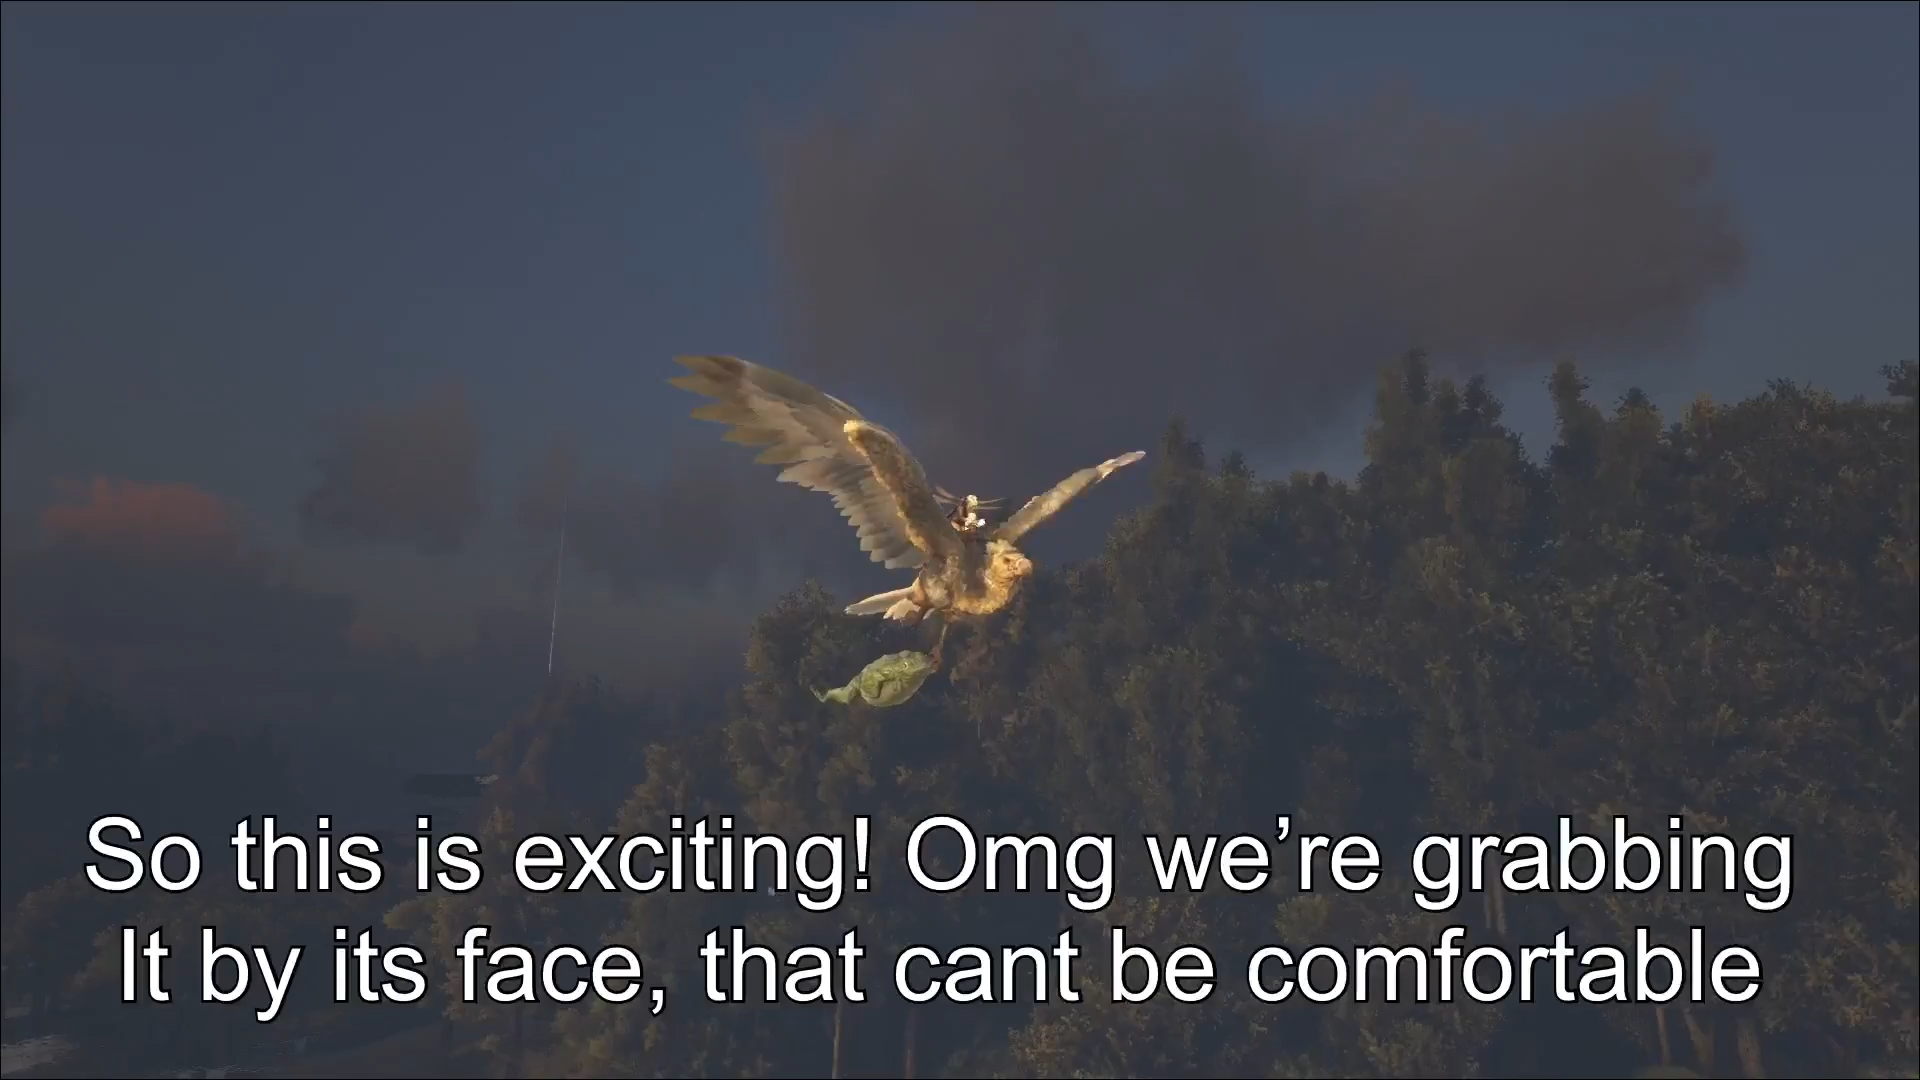 So this is exciting! Omg we’re grabbing
It by its face, that cant be comfortable